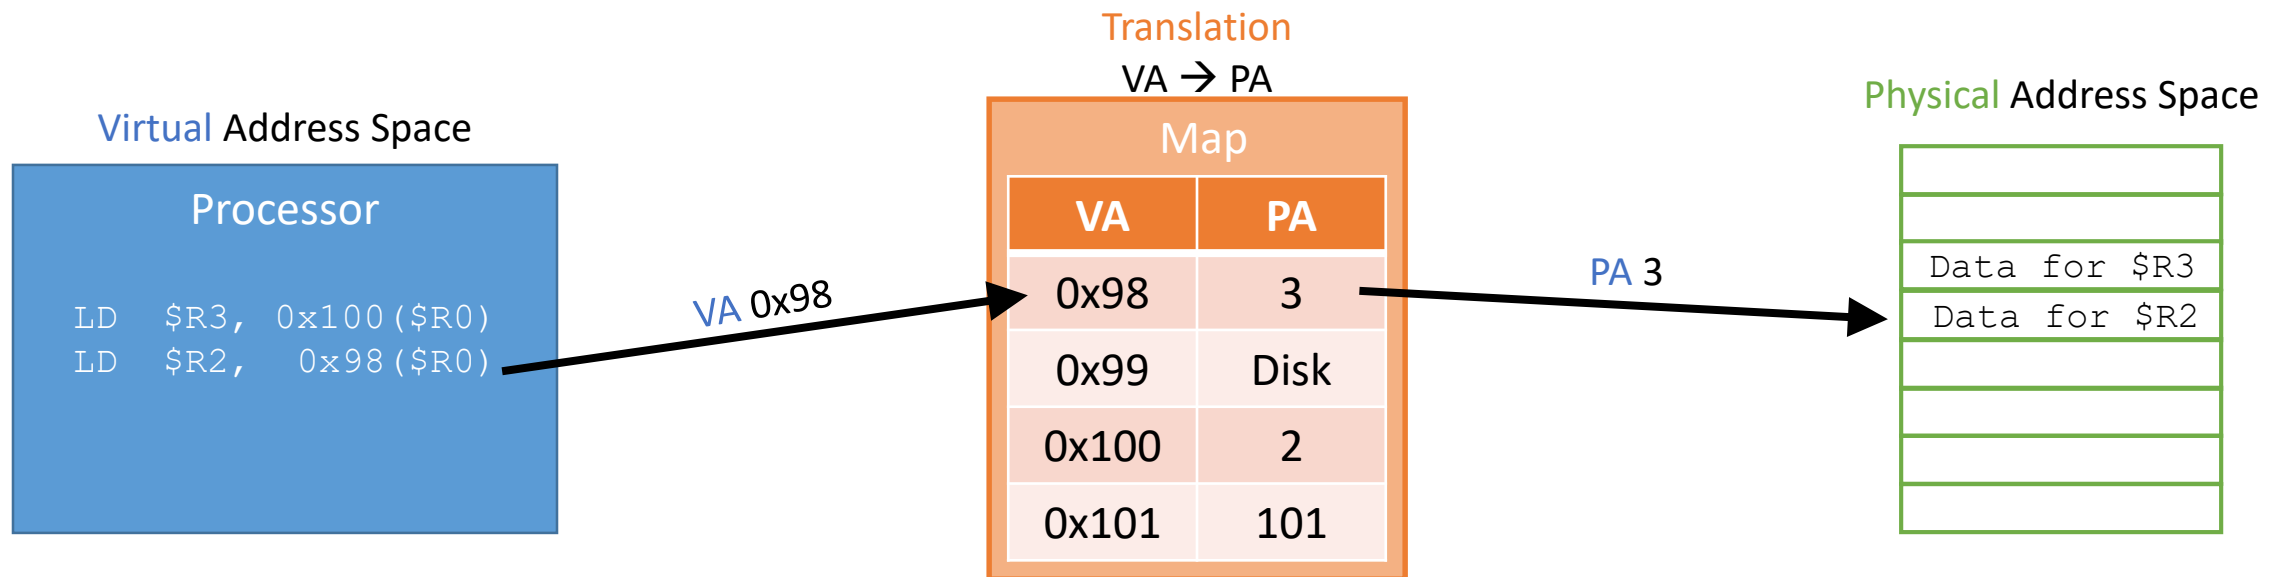 Translation
VA → PA
Virtual Address Space
Physical Address Space
Processor
LD $R3, 0x100($R0)
LD $R2, 0x98($R0)
VA 0x98
Map
VA PA
0x98 3
0x99 Disk
0x100 2
0x101 101
PA 3
Data for $R3
Data for $R2